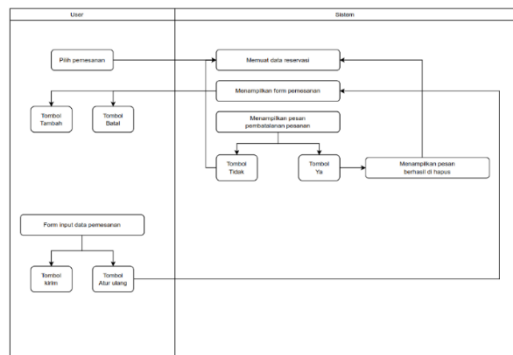 User
Sistem
Pilih pemesanan
Memuat data reservasi
Menampilkan form pemesanan
Tombol
Tambah
Tombol
Batal
Menampilkan pesan
pembatalanan pesanan
Tombol
Tidak
Tombol
Ya
Menampilkan pesan
berhasil di hapus
Form input data pemesanan
Tombol
kirim
Tombol
Atur ulang